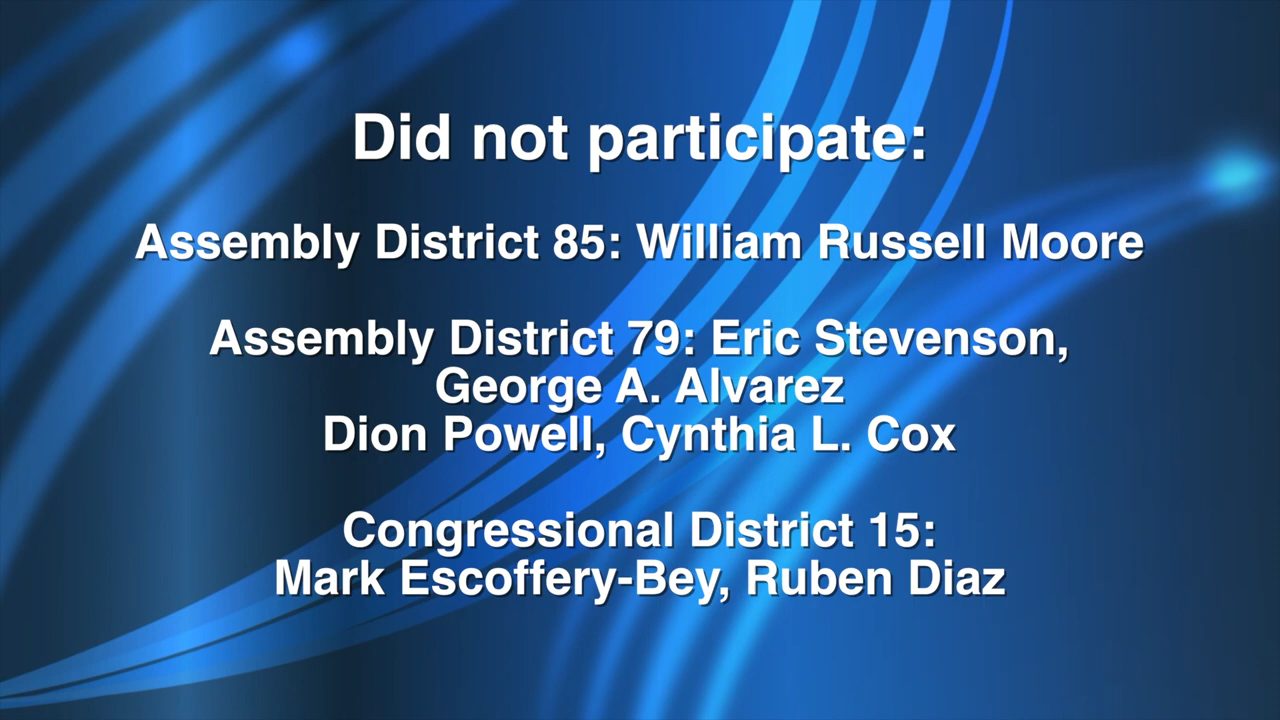 Did not participate:
Assembly District 85: William Russell Moore
Assembly District 79: Eric Stevenson,
George A. Alvarez
Dion Powell, Cynthia L. Cox
Congressional District 15:
Mark Escoffery-Bey, Ruben Diaz